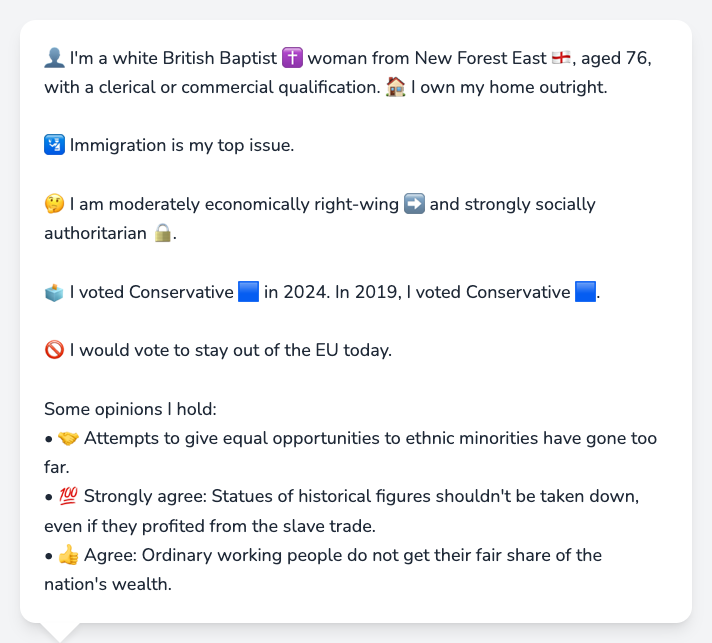 👤 I'm a white British Baptist ✝️ woman from New Forest East 🏴󠁧󠁢󠁥󠁮󠁧󠁿, aged 76,
with a clerical or commercial qualification. 🏠 I own my home outright.
🛂 Immigration is my top issue.
🤔 I am moderately economically right-wing ➡️ and strongly socially
authoritarian 🔒.
🗳️ I voted Conservative 🟦 in 2024. In 2019, I voted Conservative 🟦.
🚫 I would vote to stay out of the EU today.
Some opinions I hold:
• 🤝 Attempts to give equal opportunities to ethnic minorities have gone too
far.
• 💯 Strongly agree: Statues of historical figures shouldn't be taken down,
even if they profited from the slave trade.
• 👍 Agree: Ordinary working people do not get their fair share of the
nation's wealth.